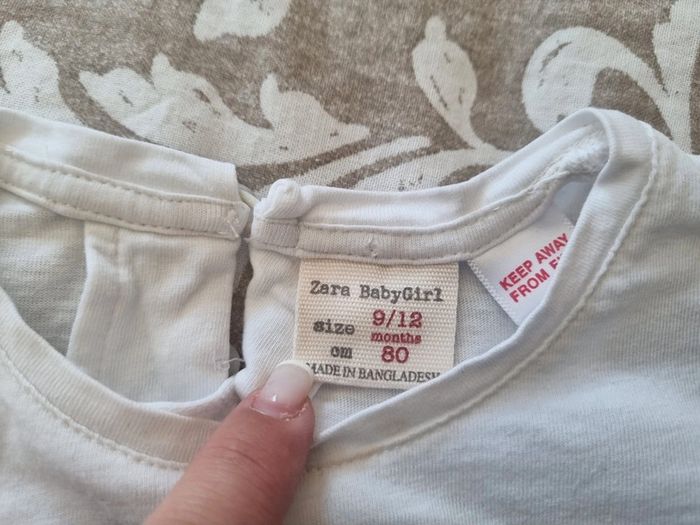 Zara BabyGirl
size 9/12
months
cm 80
MADE IN BANGLADESH
KEEP AWAY
FROM